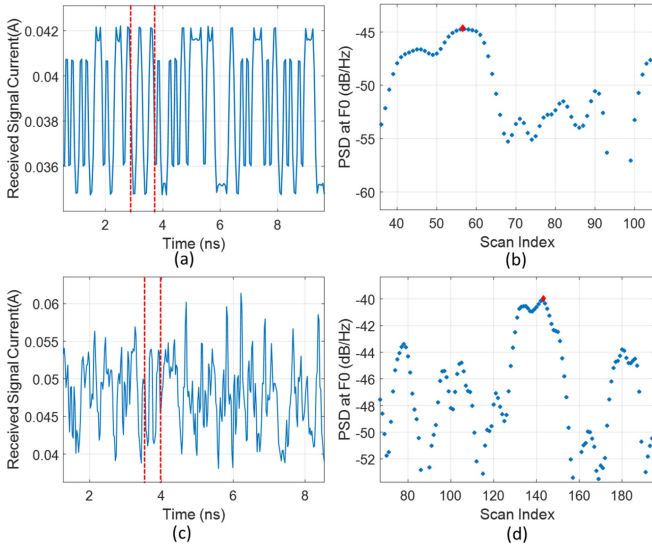 (a)
0.042
0.04
0.038
0.036
Received Signal Current(A)
2 4 6 8
Time (ns)
(a)
(b)
-45
-50
-55
-60
PSD at F0 (dB/Hz)
40 50 60 70 80 90 100
Scan Index
(b)
(c)
0.06
0.055
0.05
0.045
0.04
Received Signal Current(A)
2 4 6 8
Time (ns)
(c)
(d)
-40
-42
-44
-46
-48
-50
-52
PSD at F0 (dB/Hz)
80 100 120 140 160 180
Scan Index
(d)